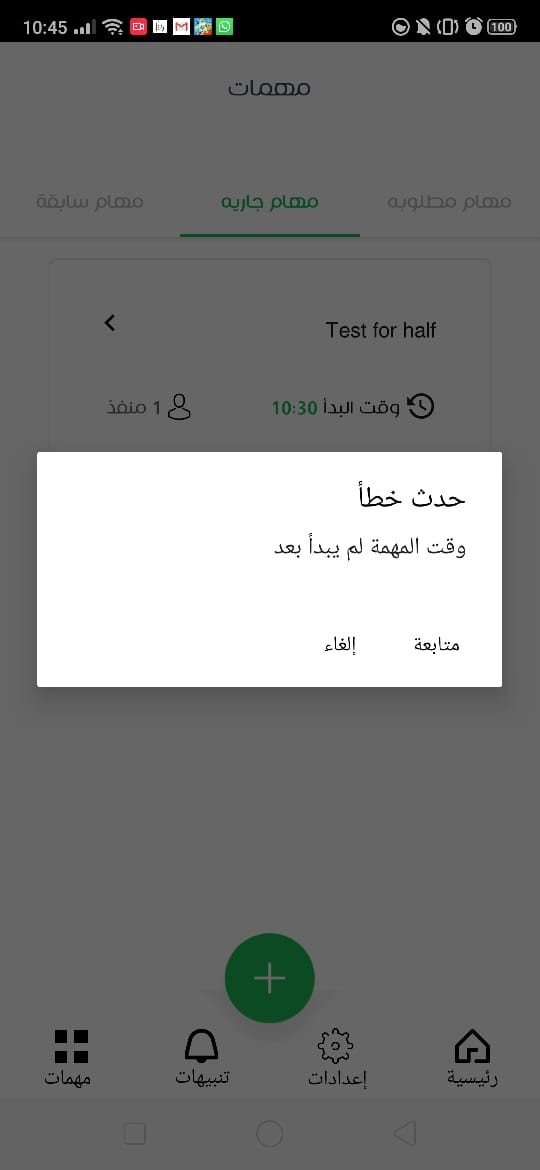 10:45 100
مهمات
مهام مطلوبه مهام جاريه مهام سابقة
Test for half
وقت البدأ 10:30 1 منفذ
حدث خطأ
وقت المهمة لم يبدأ بعد
متابعة إلغاء
رئيسية إعدادات تنبيهات مهمات